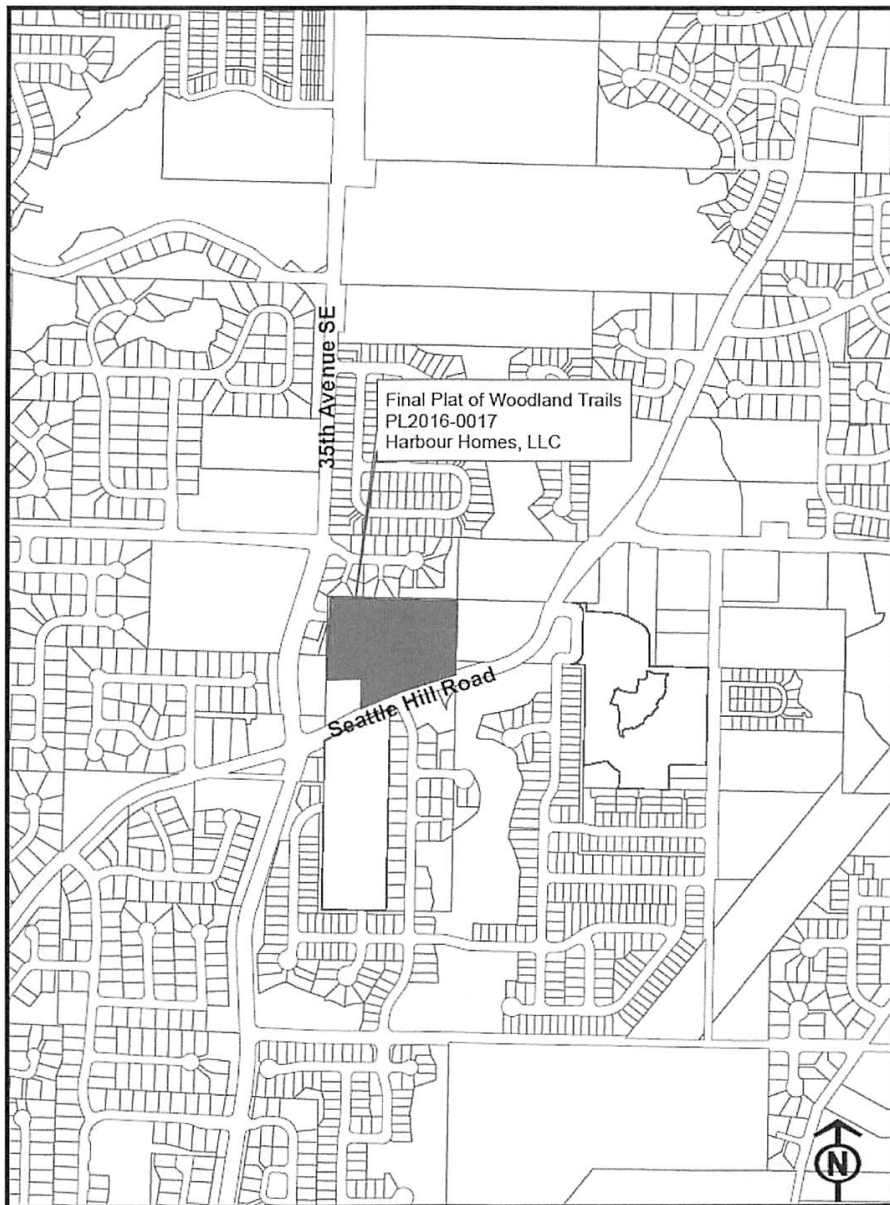 35th Avenue SE
Final Plat of Woodland Trails
PL2016-0017
Harbour Homes, LLC
Seattle Hill Road
N